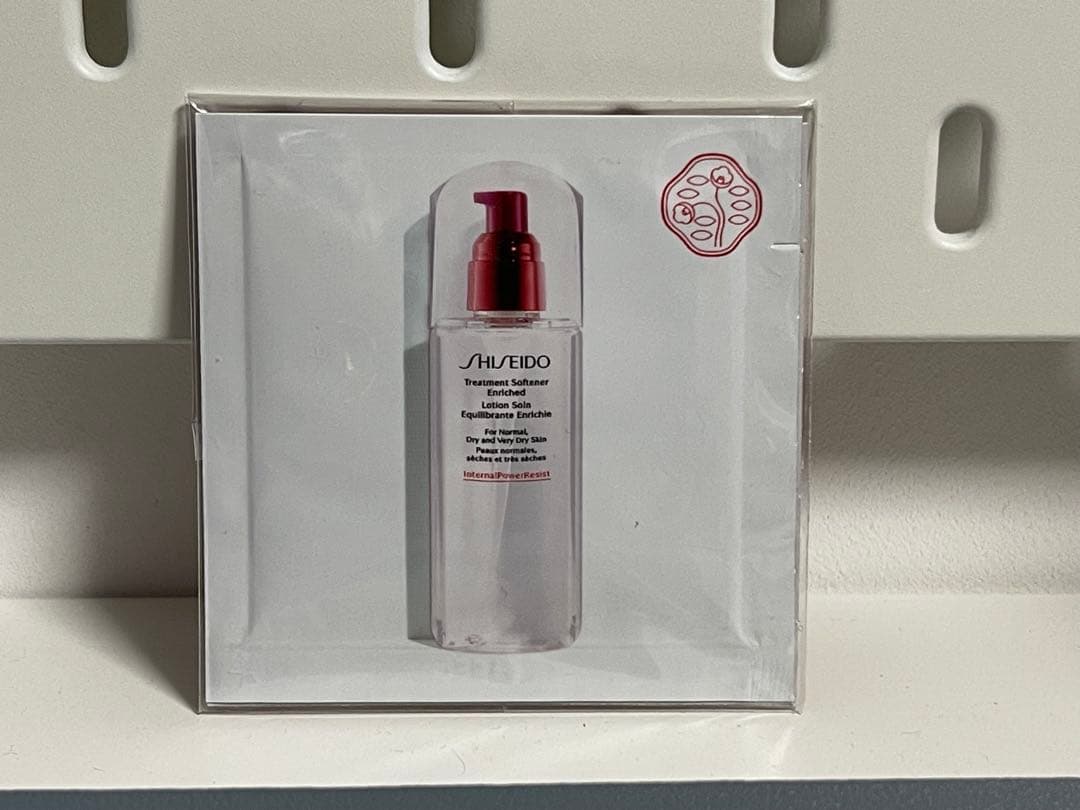 SHISEIDO
Treatment Softener
Enriched
Lotion Soin
Equilibrante Enrichie
For Normal,
Dry and Very Dry Skin
Peaux normales,
sèches et très sèches
InternalPowerResist